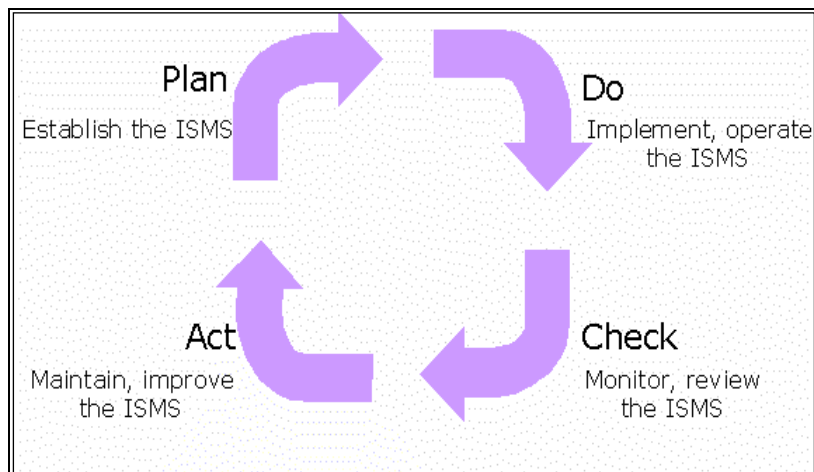 Plan
Establish the ISMS
Do
Implement, operate
the ISMS
Act
Maintain, improve
the ISMS
Check
Monitor, review
the ISMS